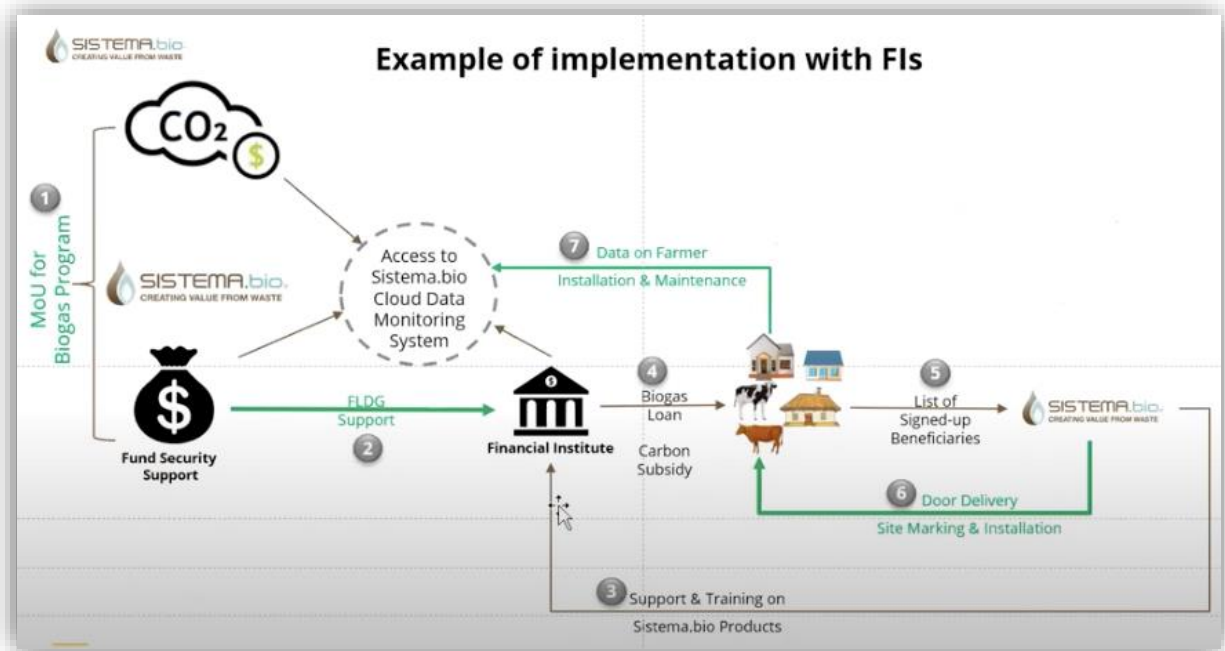 SISTEMA.bio
CREATING VALUE FROM WASTE
Example of implementation with FIs
CO2
$
1
MoU for
Biogas Program
SISTEMA.bio
CREATING VALUE FROM WASTE
Access to
Sistema.bio
Cloud Data
Monitoring
System
7
Data on Farmer
Installation & Maintenance
$
Fund Security
Support
FLDG
Support
2
$
Financial Institute
4
Biogas
Loan
Carbon
Subsidy
5
List of
Signed-up
Beneficiaries
SISTEMA.bio
CREATING VALUE FROM WASTE
6
Door Delivery
Site Marking & Installation
3
Support & Training on
Sistema.bio Products